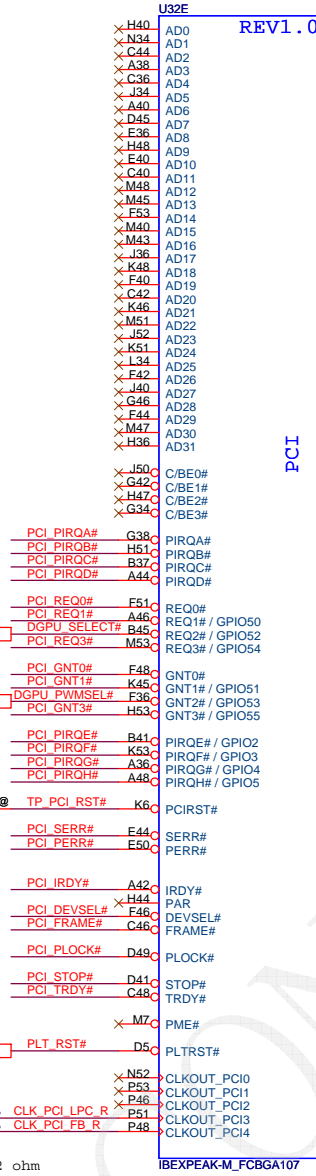 U32E
REV1.0
H40 AD0
N34 AD1
C44 AD2
A38 AD3
C36 AD4
J34 AD5
A40 AD6
D45 AD7
E36 AD8
H48 AD9
E40 AD10
C40 AD11
M48 AD12
M45 AD13
F53 AD14
M40 AD15
M43 AD16
J36 AD17
K48 AD18
F40 AD19
C42 AD20
K46 AD21
M51 AD22
J52 AD23
K51 AD24
L34 AD25
F42 AD26
J40 AD27
G46 AD28
F44 AD29
M47 AD30
H36 AD31
PCI
J50 C/BE0#
G42 C/BE1#
H47 C/BE2#
G34 C/BE3#
PCI_PIRQA# G38 PIRQA#
PCI_PIRQB# H51 PIRQB#
PCI_PIRQC# B37 PIRQC#
PCI_PIRQD# A44 PIRQD#
PCI_REQ0# F51 REQ0#
PCI_REQ1# A46 REQ1# / GPIO50
DGPU_SELECT# B45 REQ2# / GPIO52
PCI_REQ3# M53 REQ3# / GPIO54
PCI_GNT0# F48 GNT0#
PCI_GNT1# K45 GNT1# / GPIO51
DGPU_PWMSEL# F36 GNT2# / GPIO53
PCI_GNT3# H53 GNT3# / GPIO55
PCI_PIRQE# B41 PIRQE# / GPIO2
PCI_PIRQF# K53 PIRQF# / GPIO3
PCI_PIRQG# A36 PIRQG# / GPIO4
PCI_PIRQH# A48 PIRQH# / GPIO5
@ TP_PCI_RST# K6 PCIRST#
PCI_SERR# E44 SERR#
PCI_PERR# E50 PERR#
PCI_IRDY# A42 IRDY#
H44 PAR
PCI_DEVSEL# F46 DEVSEL#
PCI_FRAME# C46 FRAME#
PCI_PLOCK# D49 PLOCK#
PCI_STOP# D41 STOP#
PCI_TRDY# C48 TRDY#
M7 PME#
PLT_RST# D5 PLTRST#
N52 CLKOUT_PCI0
P53 CLKOUT_PCI1
P46 CLKOUT_PCI2
CLK_PCI_LPC_R P51 CLKOUT_PCI3
CLK_PCI_FB_R P48 CLKOUT_PCI4
2 ohm
IBEXPEAK-M_FCBGA107